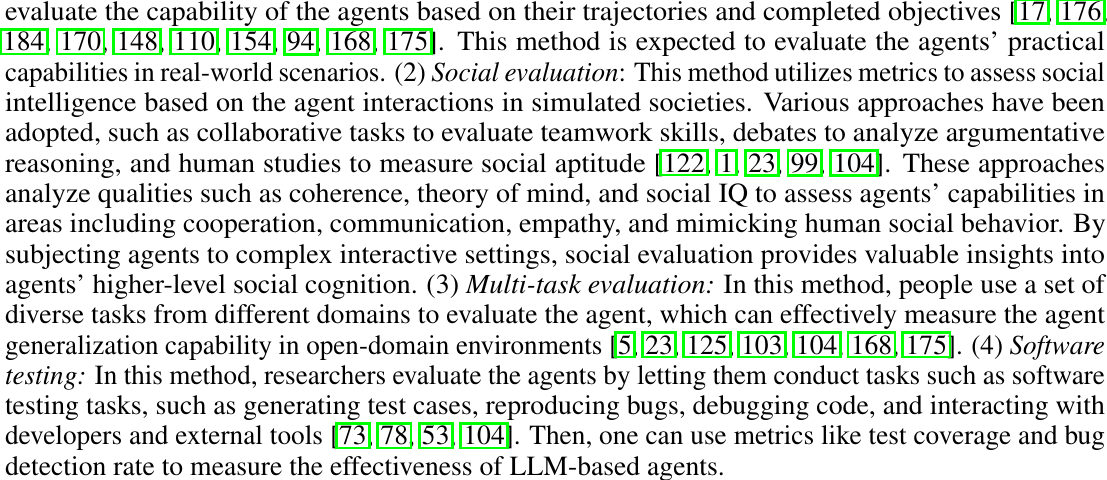 evaluate the capability of the agents based on their trajectories and completed objectives [17, 176,
184, 170, 148, 110, 154, 94, 168, 175]. This method is expected to evaluate the agents’ practical
capabilities in real-world scenarios. (2) Social evaluation: This method utilizes metrics to assess social
intelligence based on the agent interactions in simulated societies. Various approaches have been
adopted, such as collaborative tasks to evaluate teamwork skills, debates to analyze argumentative
reasoning, and human studies to measure social aptitude [122, 1, 23, 99, 104]. These approaches
analyze qualities such as coherence, theory of mind, and social IQ to assess agents’ capabilities in
areas including cooperation, communication, empathy, and mimicking human social behavior. By
subjecting agents to complex interactive settings, social evaluation provides valuable insights into
agents’ higher-level social cognition. (3) Multi-task evaluation: In this method, people use a set of
diverse tasks from different domains to evaluate the agent, which can effectively measure the agent
generalization capability in open-domain environments [5, 23, 125, 103, 104, 168, 175]. (4) Software
testing: In this method, researchers evaluate the agents by letting them conduct tasks such as software
testing tasks, such as generating test cases, reproducing bugs, debugging code, and interacting with
developers and external tools [73, 78, 53, 104]. Then, one can use metrics like test coverage and bug
detection rate to measure the effectiveness of LLM-based agents.